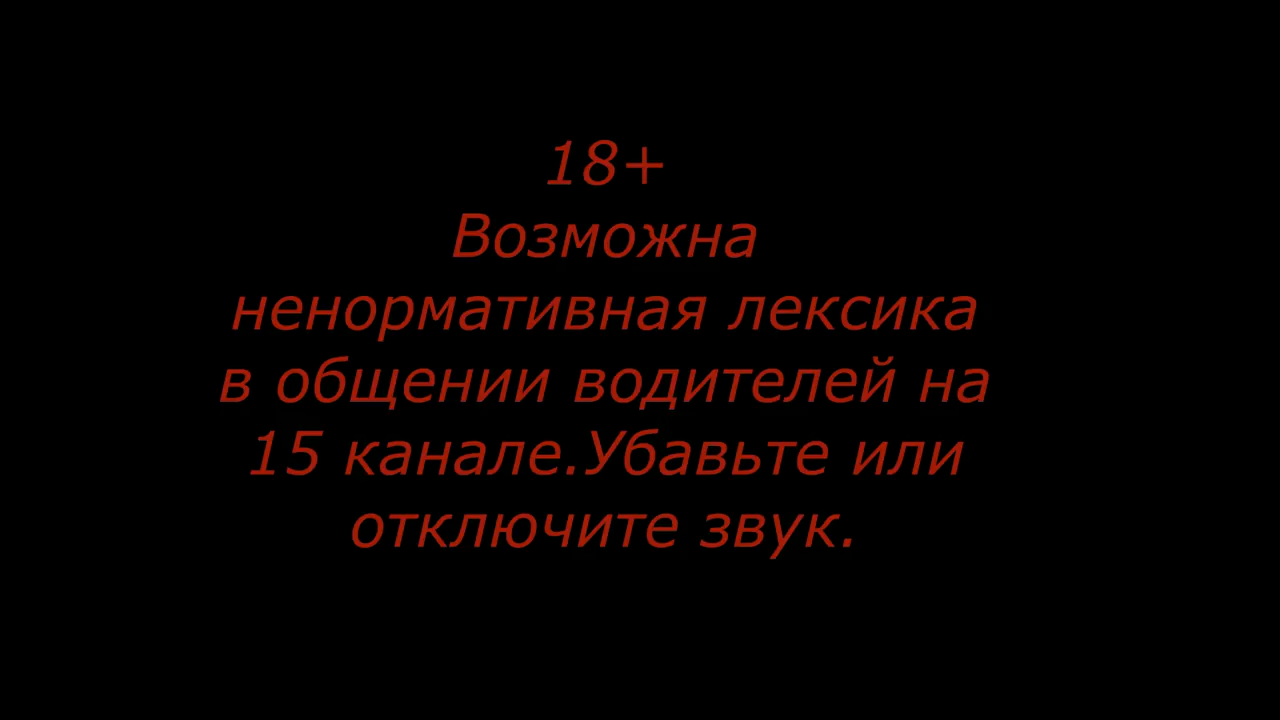 18+
Возможна
ненормативная лексика
в общении водителей на
15 канале.Убавьте или
отключите звук.